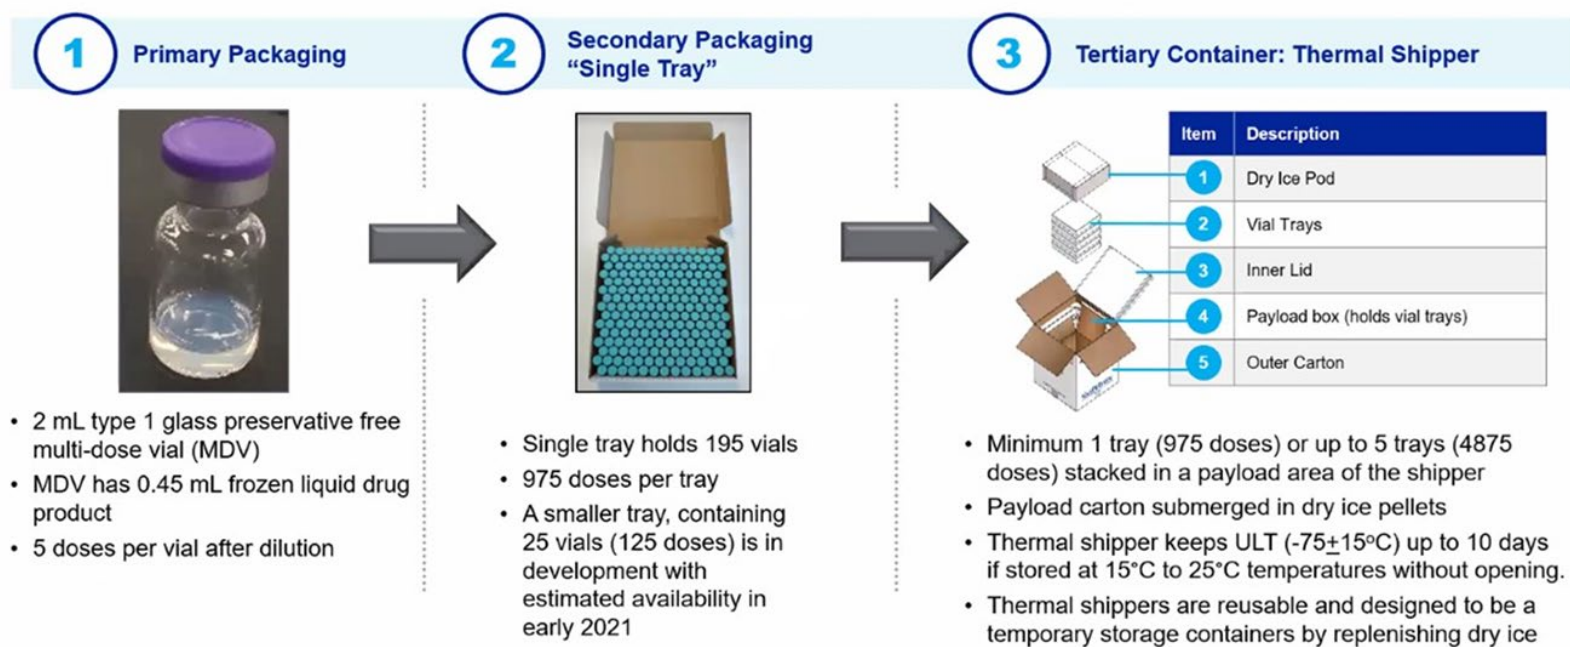 1
Primary Packaging
2 mL type 1 glass preservative free
multi-dose vial (MDV)
MDV has 0.45 mL frozen liquid drug
product
5 doses per vial after dilution
2
Secondary Packaging
“Single Tray”
Single tray holds 195 vials
975 doses per tray
A smaller tray, containing
25 vials (125 doses) is in
development with
estimated availability in
early 2021
3
Tertiary Container: Thermal Shipper
Item Description
1 Dry Ice Pod
2 Vial Trays
3 Inner Lid
4 Payload box (holds vial trays)
5 Outer Carton
Minimum 1 tray (975 doses) or up to 5 trays (4875
doses) stacked in a payload area of the shipper
Payload carton submerged in dry ice pellets
Thermal shipper keeps ULT (-75±15°C) up to 10 days
if stored at 15°C to 25°C temperatures without opening.
Thermal shippers are reusable and designed to be a
temporary storage containers by replenishing dry ice